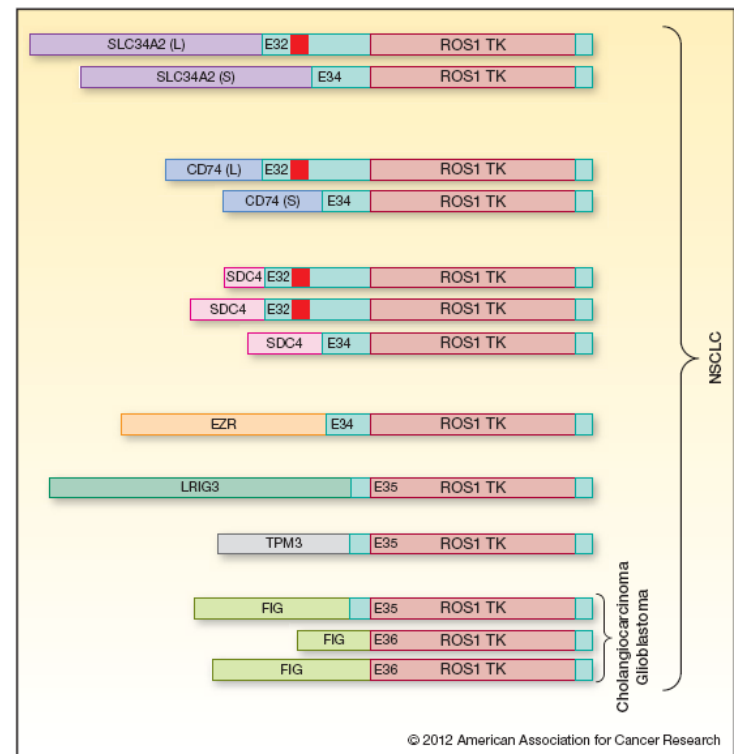 SLC34A2 (L) E32 ROS1 TK
SLC34A2 (S) E34 ROS1 TK
CD74 (L) E32 ROS1 TK
CD74 (S) E34 ROS1 TK
SDC4 E32 ROS1 TK
SDC4 E32 ROS1 TK
SDC4 E34 ROS1 TK
EZR E34 ROS1 TK
LRIG3 E35 ROS1 TK
TPM3 E35 ROS1 TK
FIG E35 ROS1 TK
FIG E36 ROS1 TK
FIG E36 ROS1 TK
Cholangiocarcinoma
Glioblastoma
NSCLC
© 2012 American Association for Cancer Research